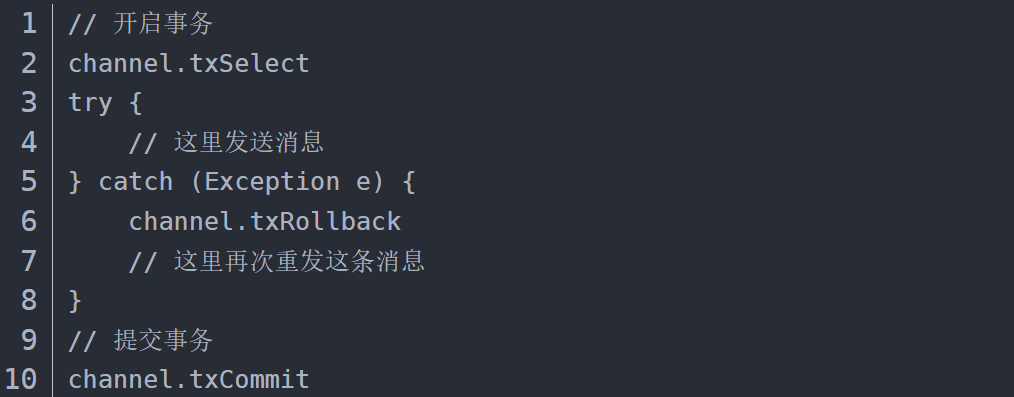 1 // 开启事务
2 channel.txSelect
3 try {
4     // 这里发送消息
5 } catch (Exception e) {
6     channel.txRollback
7     // 这里再次重发这条消息
8 }
9 // 提交事务
10 channel.txCommit